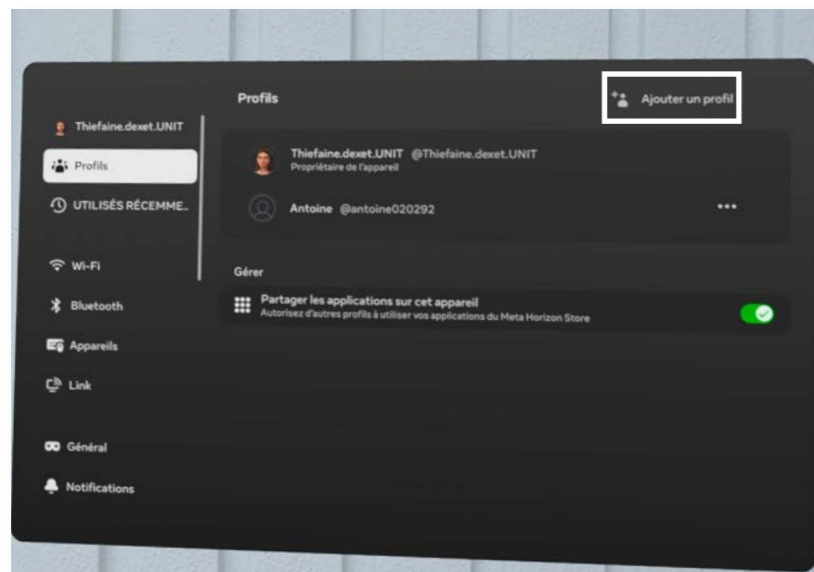 Thiefaine.dexet.UNIT
Profils
UTILISÉS RÉCEMME...
Wi-Fi
Bluetooth
Appareils
Link
Général
Notifications
Profils
Ajouter un profil
Thiefaine.dexet.UNIT @Thiefaine.dexet.UNIT
Propriétaire de l'appareil
Antoine @antoine020292
Gérer
Partager les applications sur cet appareil
Autorisez d'autres profils à utiliser vos applications du Meta Horizon Store